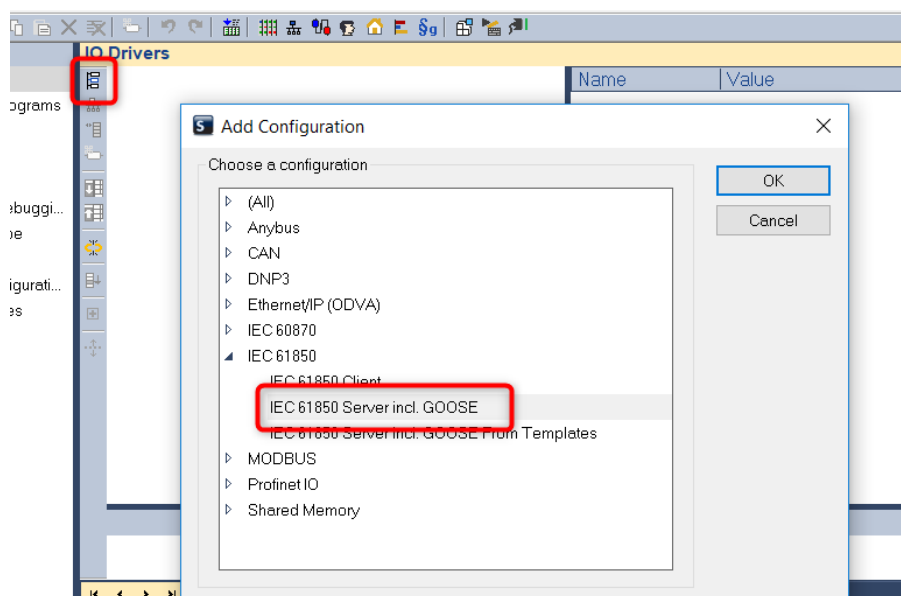 IO Drivers
Name
Value
ograms
Add Configuration
Choose a configuration
OK
(All)
Cancel
Anybus
CAN
DNP3
Ethernet/IP (ODVA)
IEC 60870
IEC 61850
IEC 61850 Client
IEC 61850 Server incl. GOOSE
IEC 61850 Server incl. GOOSE From Templates
MODBUS
Profinet IO
Shared Memory
ebuggi...
pe
igurati...
es